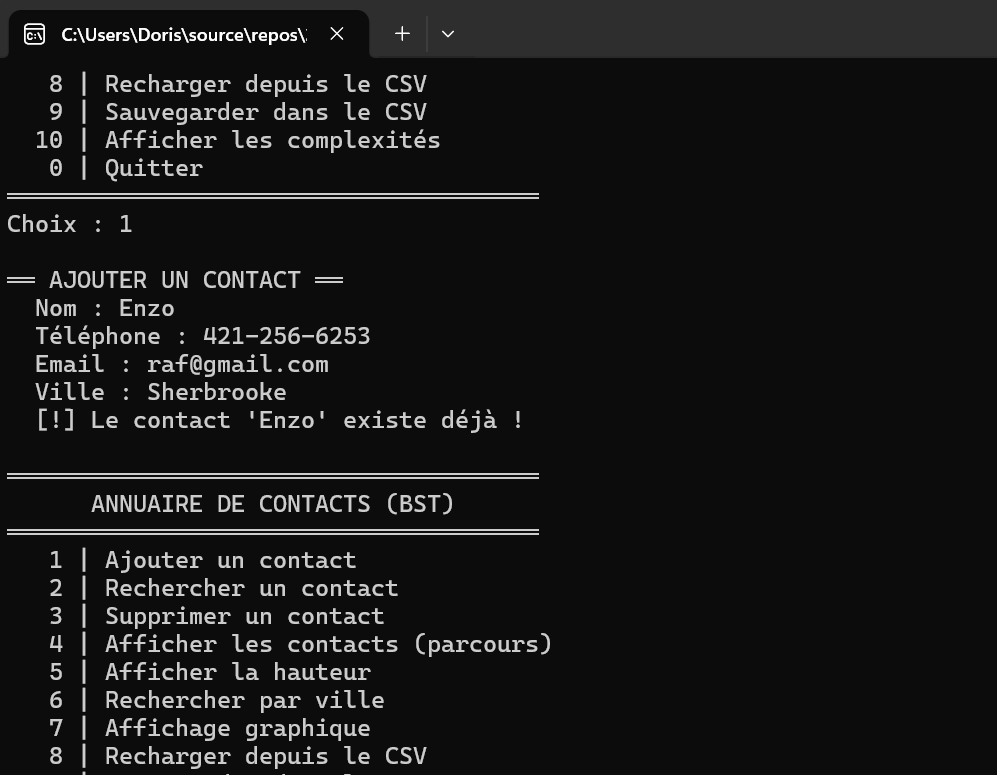 C:\Users\Doris\source\repos\
8 | Recharger depuis le CSV
9 | Sauvegarder dans le CSV
10 | Afficher les complexités
0 | Quitter
Choix : 1
══ AJOUTER UN CONTACT ══
Nom : Enzo
Téléphone : 421-256-6253
Email : raf@gmail.com
Ville : Sherbrooke
[!] Le contact 'Enzo' existe déjà !
ANNUAIRE DE CONTACTS (BST)
1 | Ajouter un contact
2 | Rechercher un contact
3 | Supprimer un contact
4 | Afficher les contacts (parcours)
5 | Afficher la hauteur
6 | Rechercher par ville
7 | Affichage graphique
8 | Recharger depuis le CSV